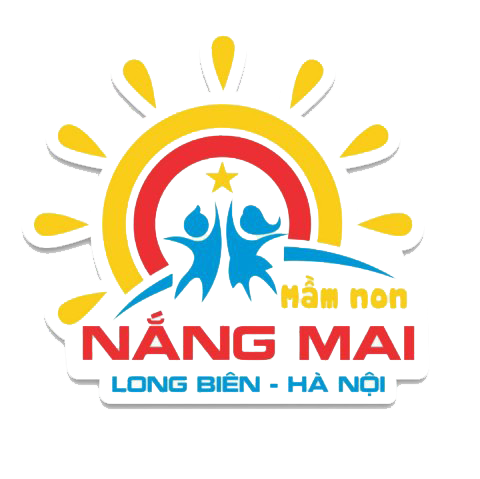 Mầm non
NẮNG MAI
LONG BIÊN - HÀ NỘI